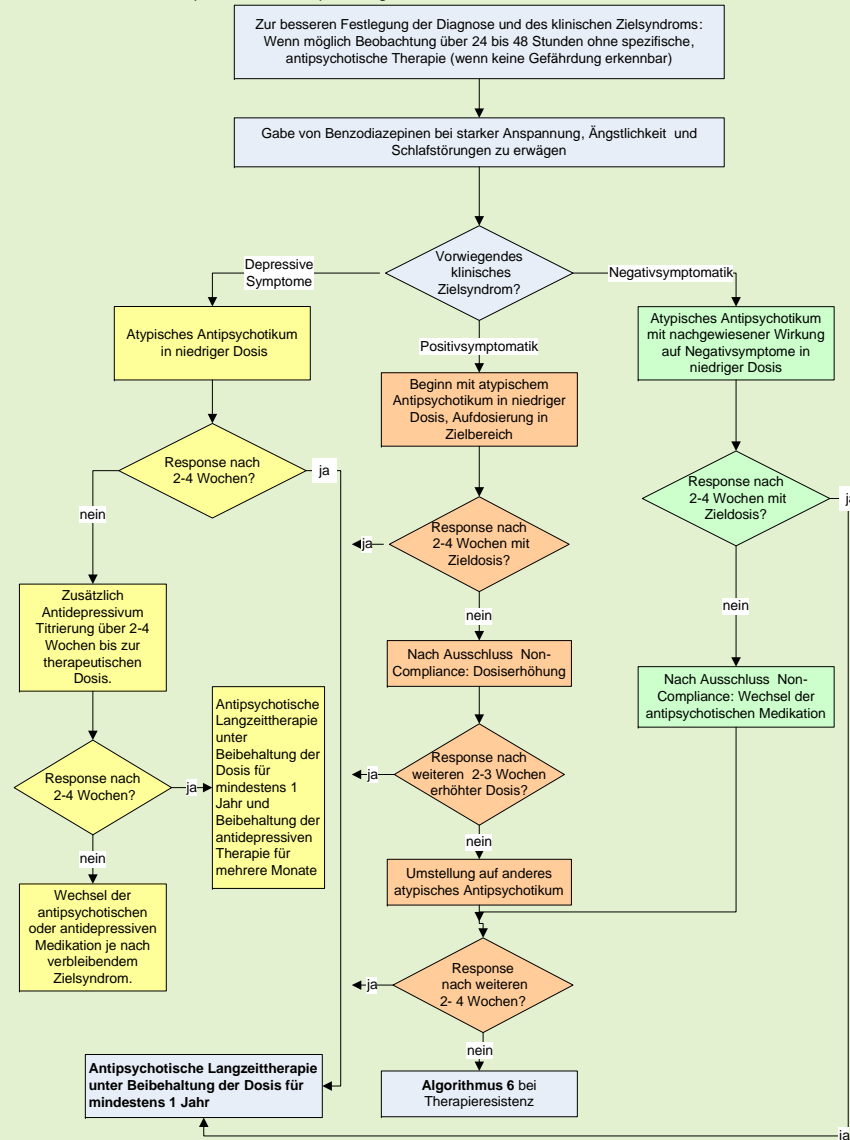 Zur besseren Festlegung der Diagnose und des klinischen Zielsyndroms:
Wenn möglich Beobachtung über 24 bis 48 Stunden ohne spezifische,
antipsychotische Therapie (wenn keine Gefährdung erkennbar)
Gabe von Benzodiazepinen bei starker Anspannung, Ängstlichkeit und
Schlafstörungen zu erwägen
Vorwiegendes
klinisches
Zielsyndrom?
Depressive
Symptome
Negativsymptomatik
Positivsymptomatik
Atypisches Antipsychotikum
in niedriger Dosis
Beginn mit atypischem
Antipsychotikum in niedriger
Dosis, Aufdosierung in
Zielbereich
Atypisches Antipsychotikum
mit nachgewiesener Wirkung
auf Negativsymptome in
niedriger Dosis
Response nach
2-4 Wochen?
ja
nein
Response nach
2-4 Wochen mit
Zieldosis?
ja
nein
Response nach
2-4 Wochen mit
Zieldosis?
ja
nein
Zusätzlich
Antidepressivum
Titrierung über 2-4
Wochen bis zur
therapeutischen
Dosis.
Nach Ausschluss Non-
Compliance: Dosiserhöhung
Nach Ausschluss Non-
Compliance: Wechsel der
antipsychotischen Medikation
Antipsychotische
Langzeittherapie
unter
Beibehaltung der
Dosis für
mindestens 1
Jahr und
Beibehaltung der
antidepressiven
Therapie für
mehrere Monate
Response nach
2-4 Wochen?
ja
nein
Response nach
weiteren 2-3 Wochen
erhöhter Dosis?
ja
nein
Wechsel der
antipsychotischen
oder antidepressiven
Medikation je nach
verbleibendem
Zielsyndrom.
Umstellung auf anderes
atypisches Antipsychotikum
Response
nach weiteren
2- 4 Wochen?
ja
nein
Antipsychotische Langzeittherapie
unter Beibehaltung der Dosis für
mindestens 1 Jahr
Algorithmus 6 bei
Therapieresistenz
ja